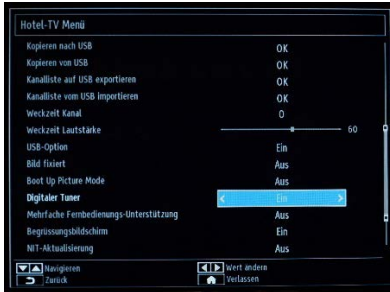 Hotel-TV Menü
Kopieren nach USB OK
Kopieren von USB OK
Kanalliste auf USB exportieren OK
Kanalliste vom USB importieren OK
Weckzeit Kanal 0
Weckzeit Lautstärke 60
USB-Option Ein
Bild fixiert Aus
Boot Up Picture Mode Aus
Digitaler Tuner Ein
Mehrfache Fernbedienungs-Unterstützung Aus
Begrüssungsbildschirm Ein
NIT-Aktualisierung Aus
Navigieren Wert ändern
Zurück Verlassen